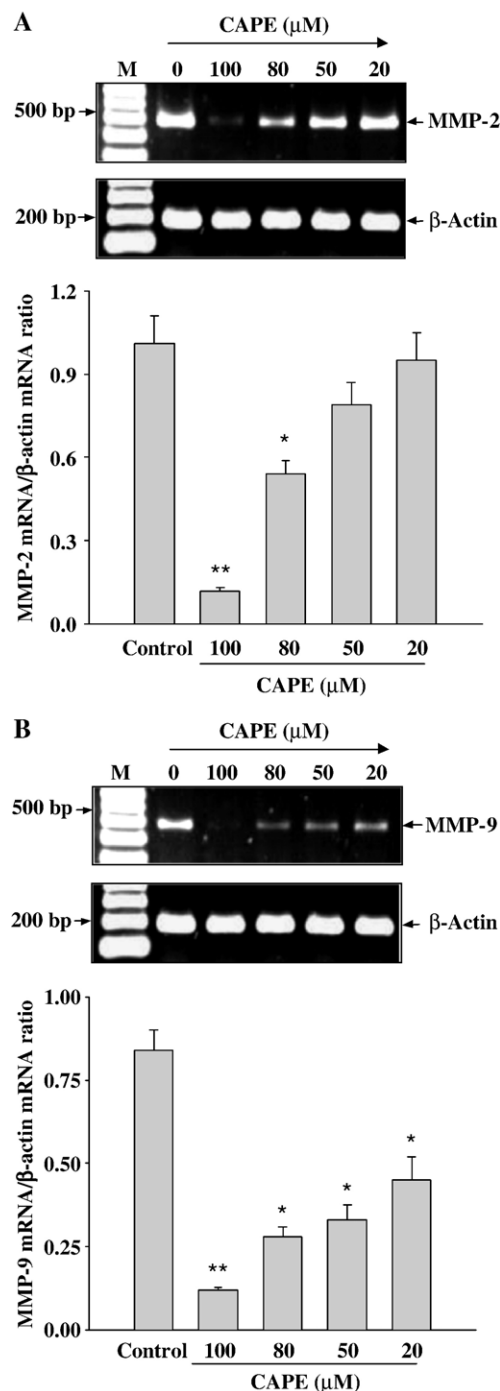 A
CAPE (μM)
M 0 100 80 50 20
500 bp
MMP-2
200 bp
β-Actin
MMP-2 mRNA/β-actin mRNA ratio
1.2
0.9
0.6
0.3
0.0
**
*
Control 100 80 50 20
CAPE (μM)
B
CAPE (μM)
M 0 100 80 50 20
500 bp
MMP-9
200 bp
β-Actin
MMP-9 mRNA/β-actin mRNA ratio
1.00
0.75
0.50
0.25
0.00
**
*
*
*
Control 100 80 50 20
CAPE (μM)